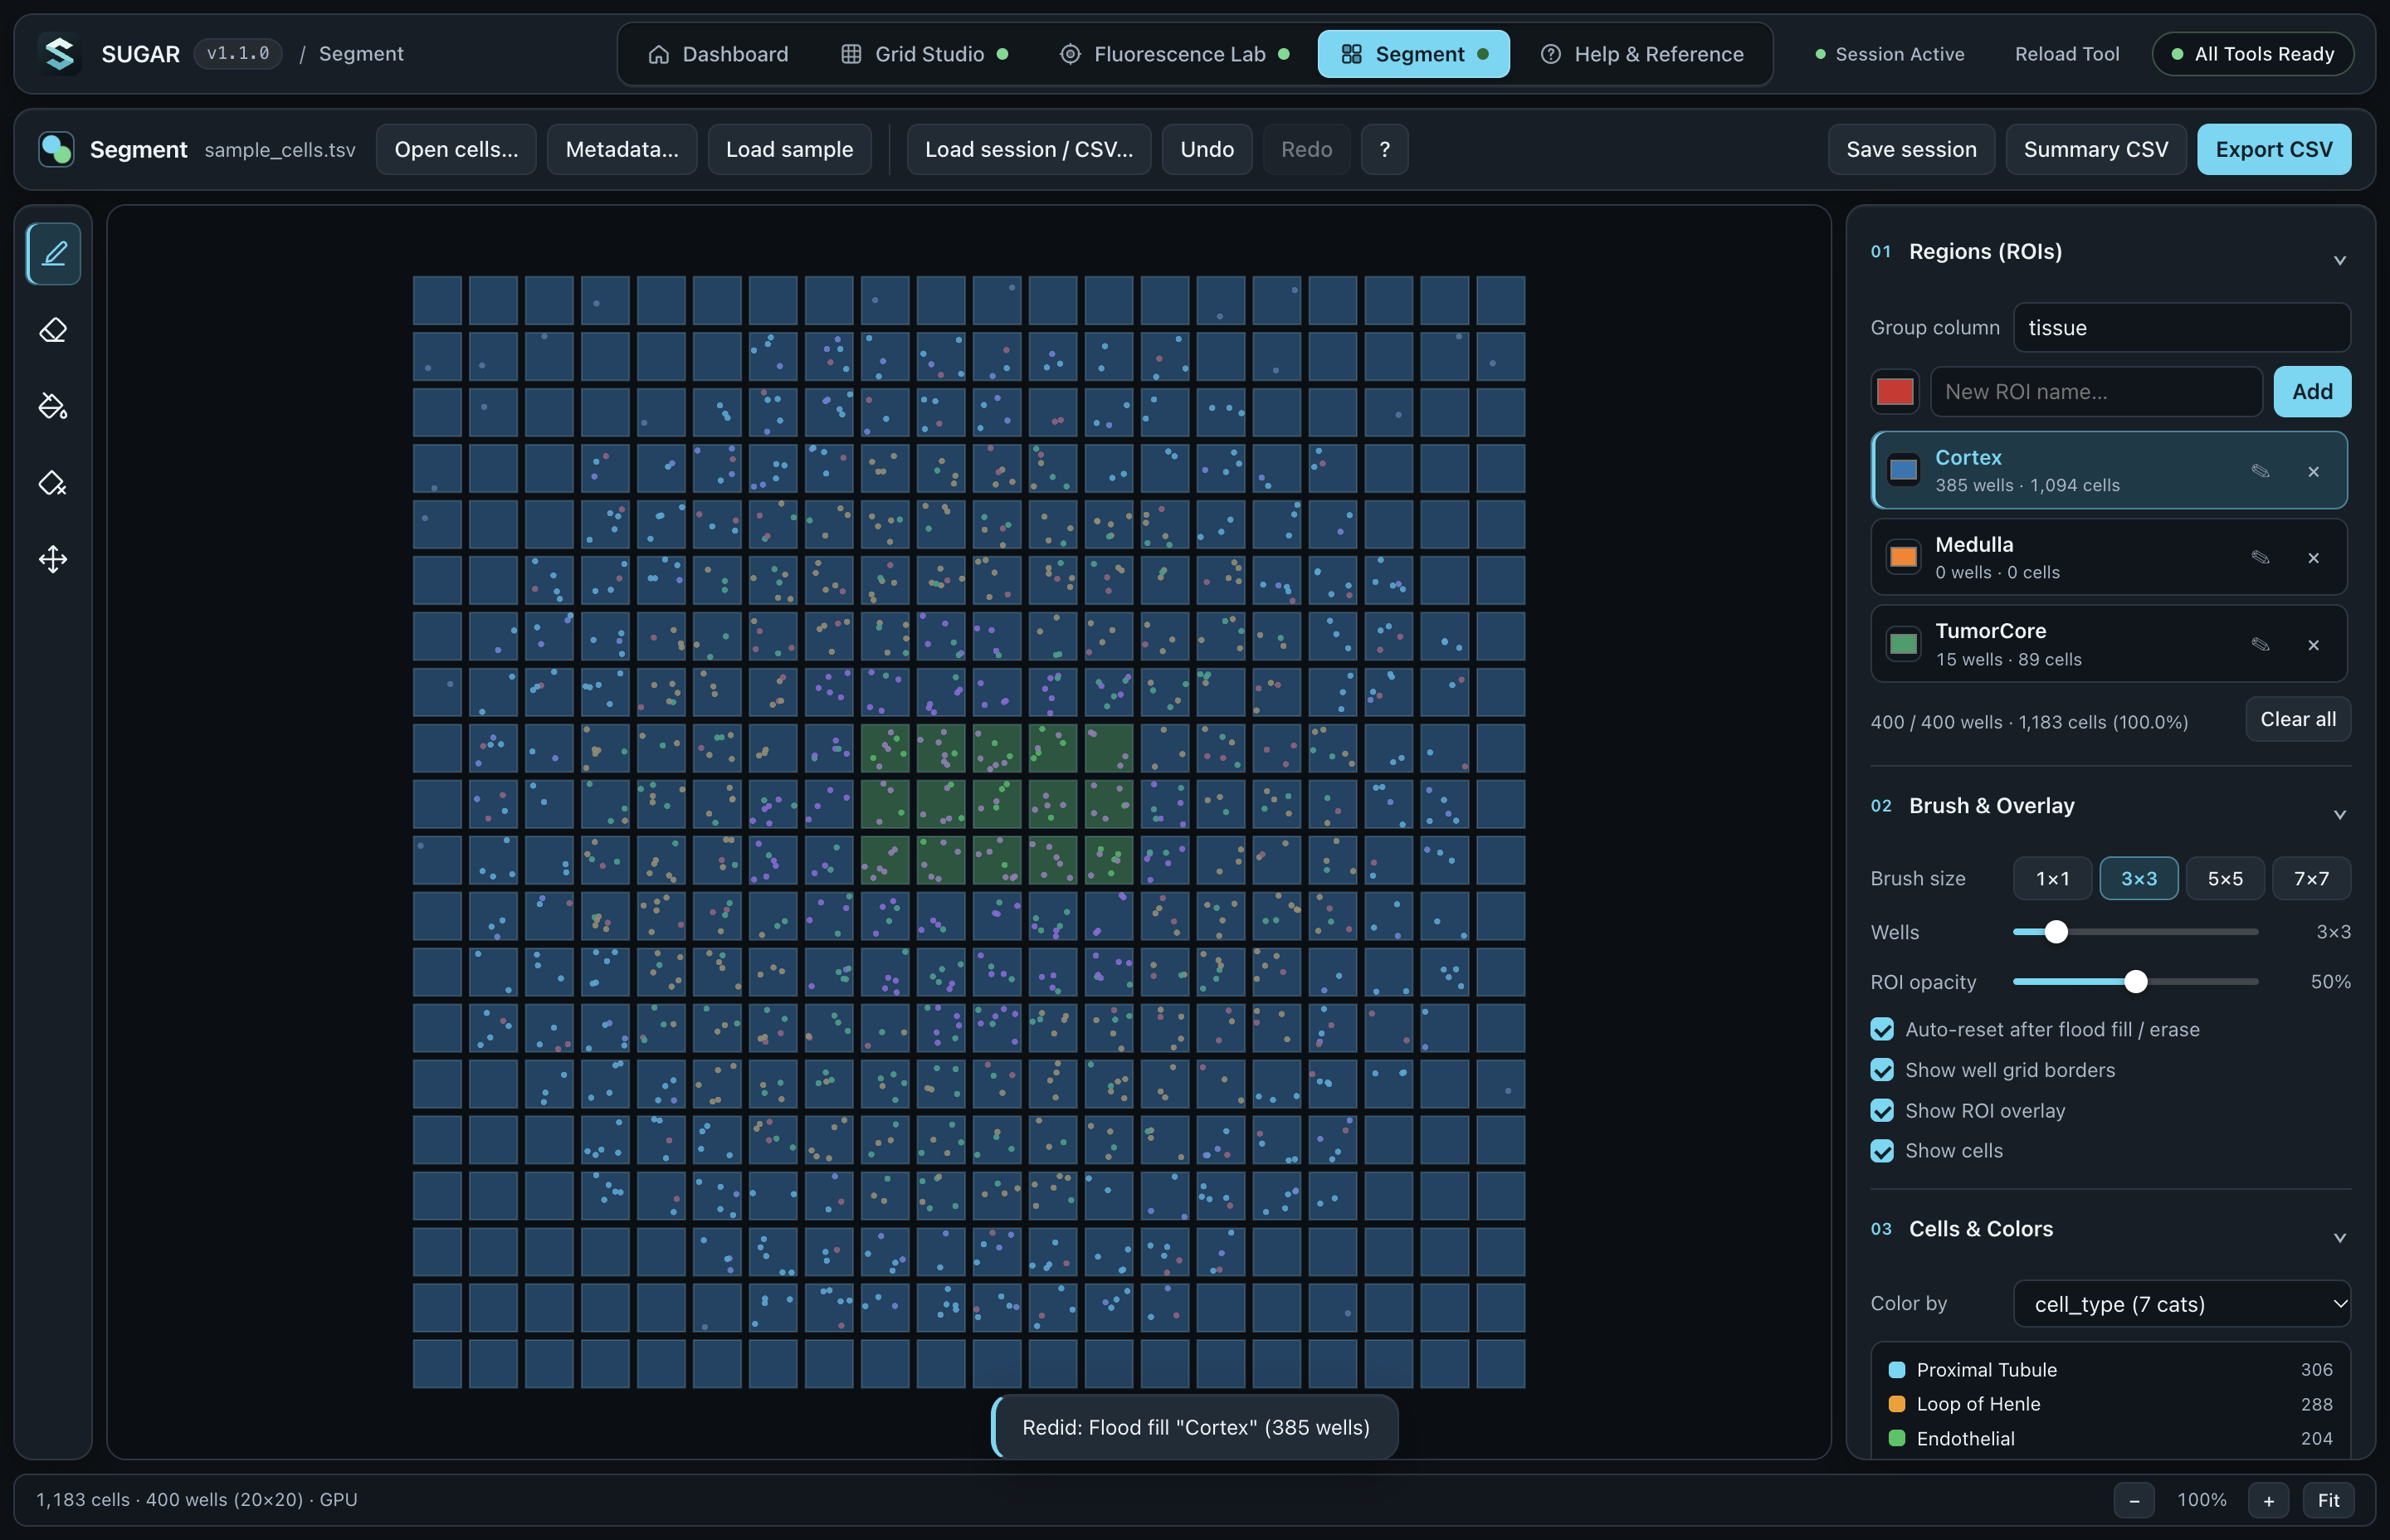 SUGAR v1.1.0 / Segment
Dashboard
Grid Studio
Fluorescence Lab
Segment
Help & Reference
Session Active
Reload Tool
All Tools Ready
Segment sample_cells.tsv
Open cells...
Metadata...
Load sample
Load session / CSV...
Undo
Redo
?
Save session
Summary CSV
Export CSV
01 Regions (ROIs)
Group column tissue
New ROI name... Add
Cortex
385 wells · 1,094 cells
Medulla
0 wells · 0 cells
TumorCore
15 wells · 89 cells
400 / 400 wells · 1,183 cells (100.0%) Clear all
02 Brush & Overlay
Brush size 1×1 3×3 5×5 7×7
Wells 3×3
ROI opacity 50%
Auto-reset after flood fill / erase
Show well grid borders
Show ROI overlay
Show cells
03 Cells & Colors
Color by cell_type (7 cats)
Proximal Tubule 306
Loop of Henle 288
Endothelial 204
Redid: Flood fill "Cortex" (385 wells)
1,183 cells · 400 wells (20×20) · GPU
− 100% + Fit